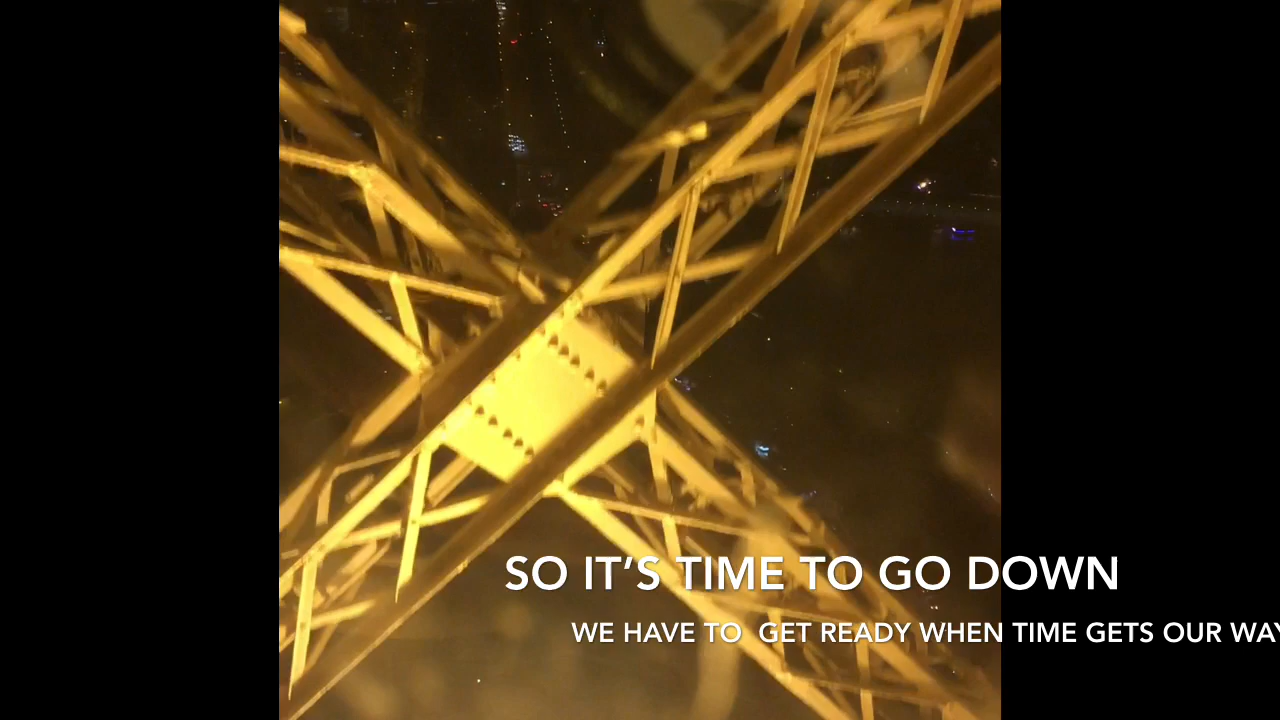 SO IT’S TIME TO GO DOWN
WE HAVE TO  GET READY WHEN TIME GETS OUR WAY